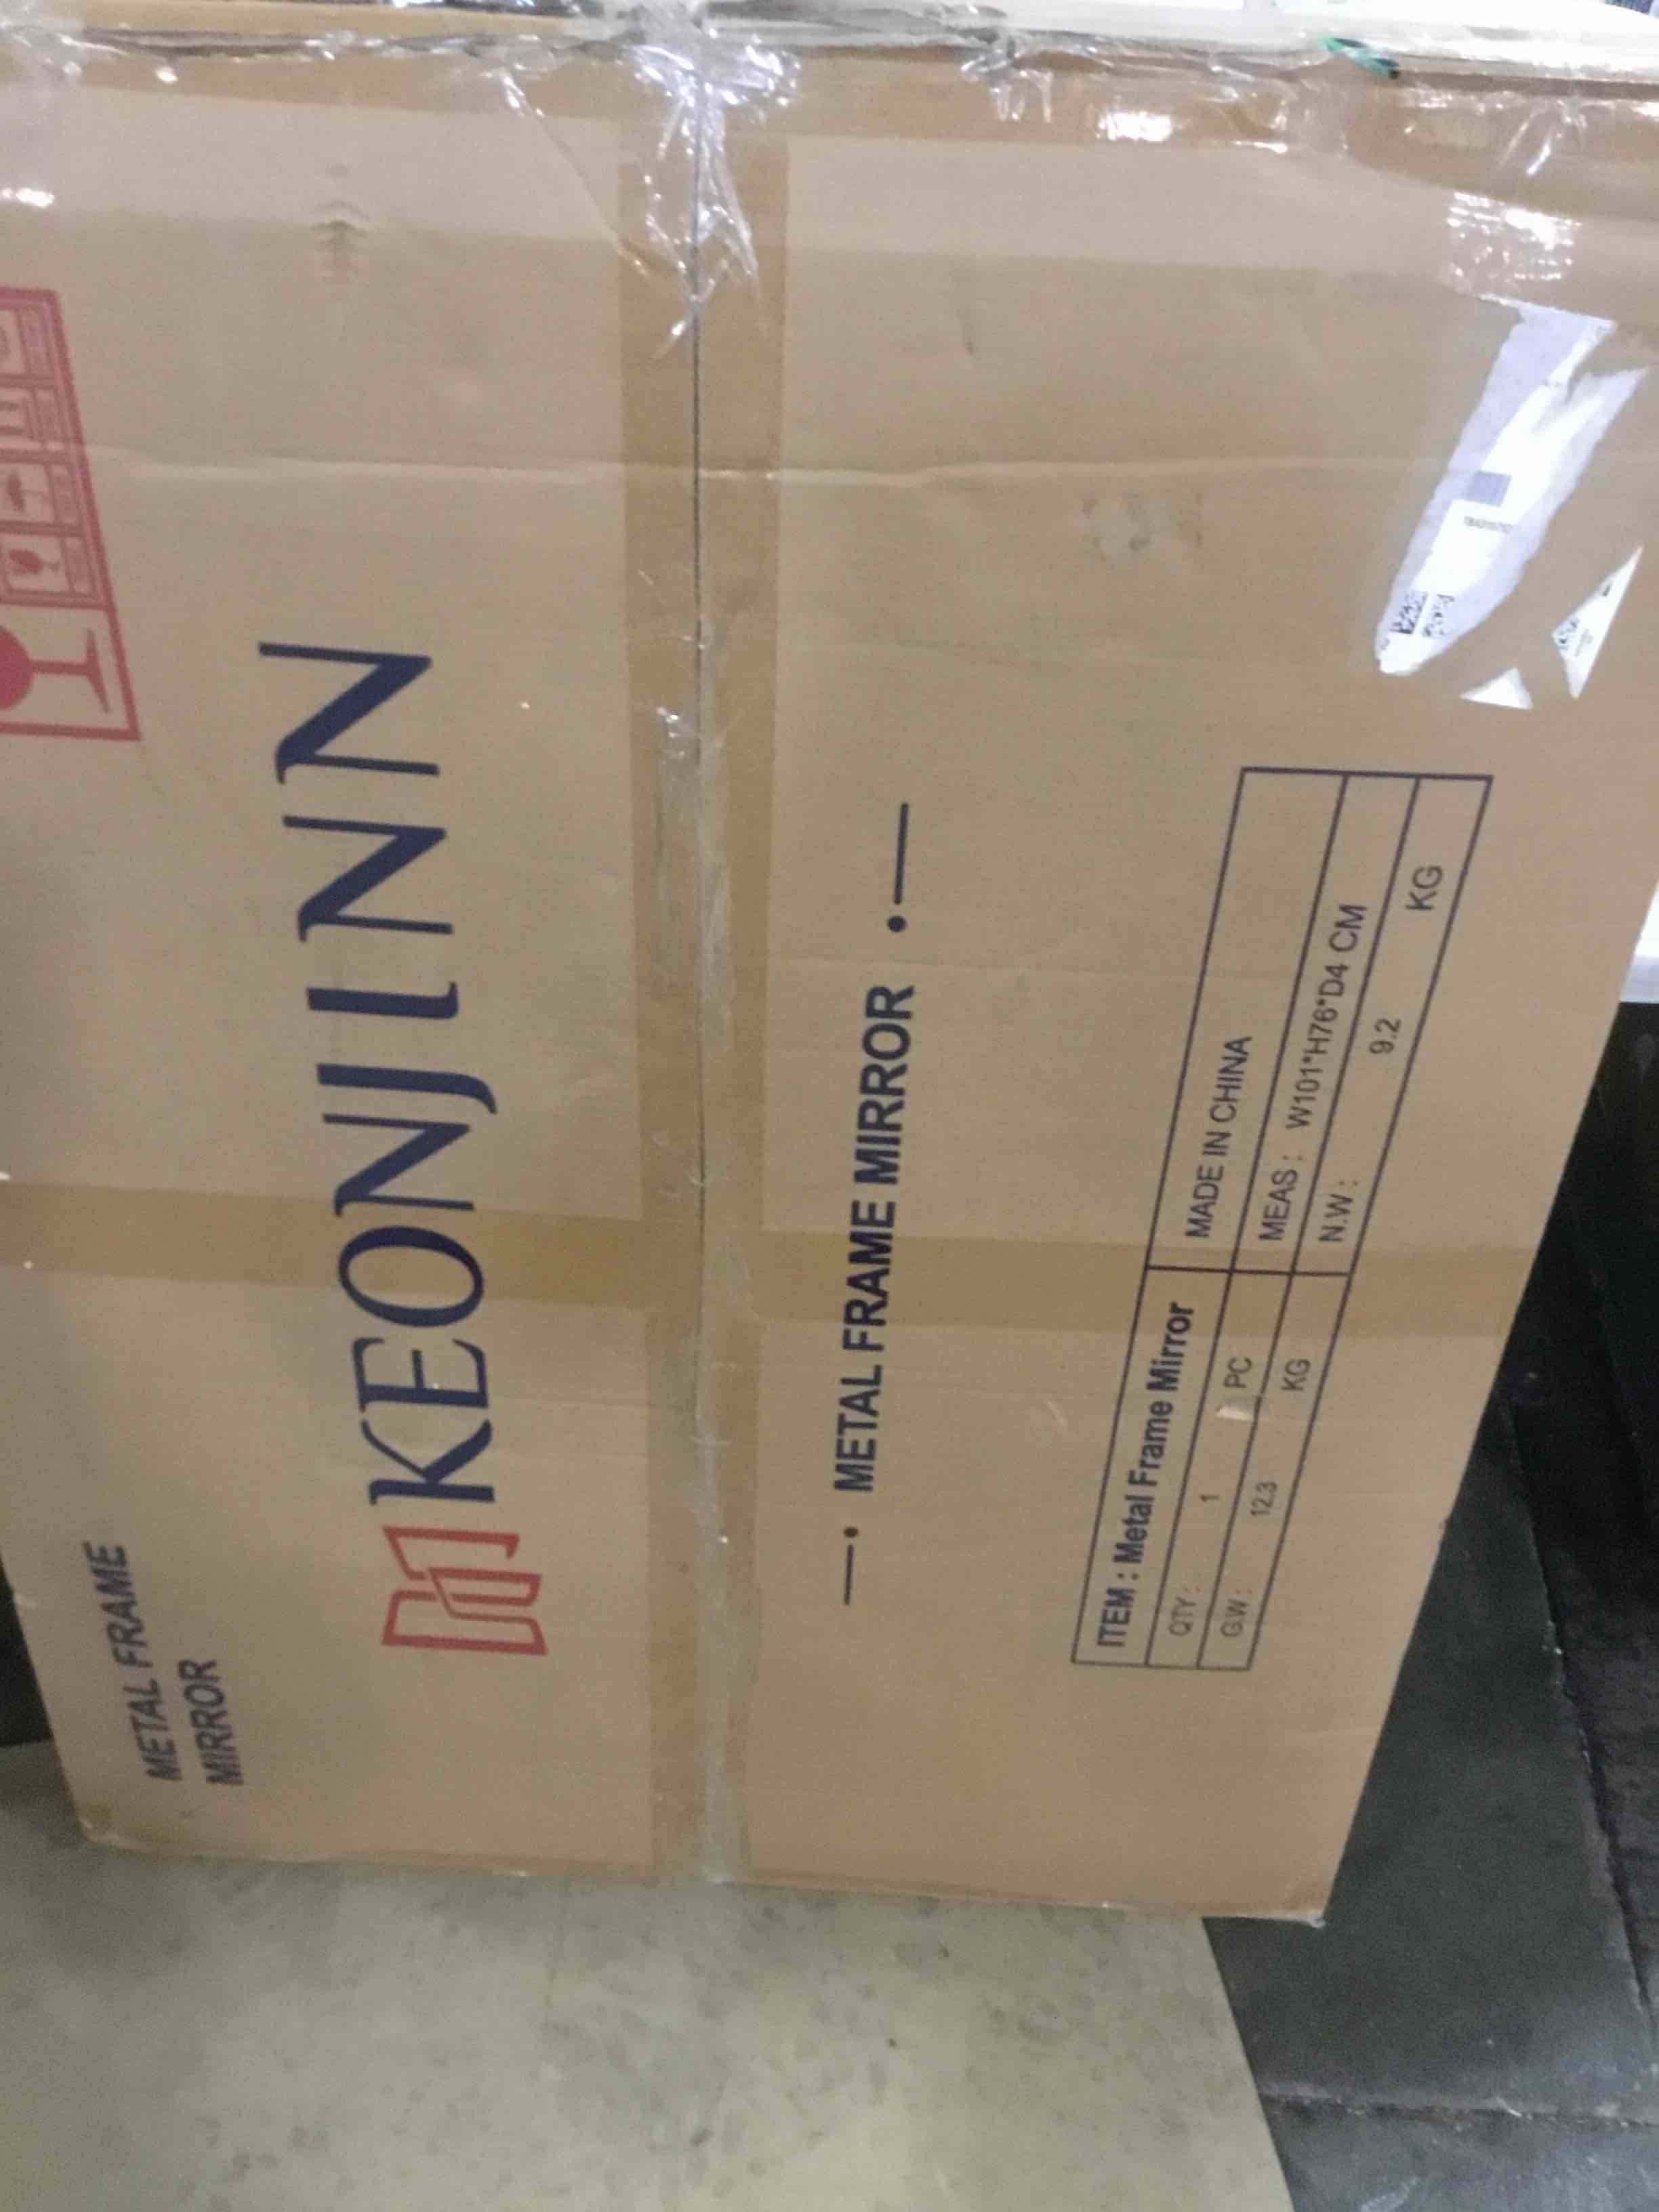 METAL FRAME
MIRROR
KEONJINN
METAL FRAME MIRROR
ITEM : Metal Frame Mirror
MADE IN CHINA
QTY : 1 PC
MEAS : W101*H76*D4 CM
G.W : 12.3 KG
N.W : 9.2 KG